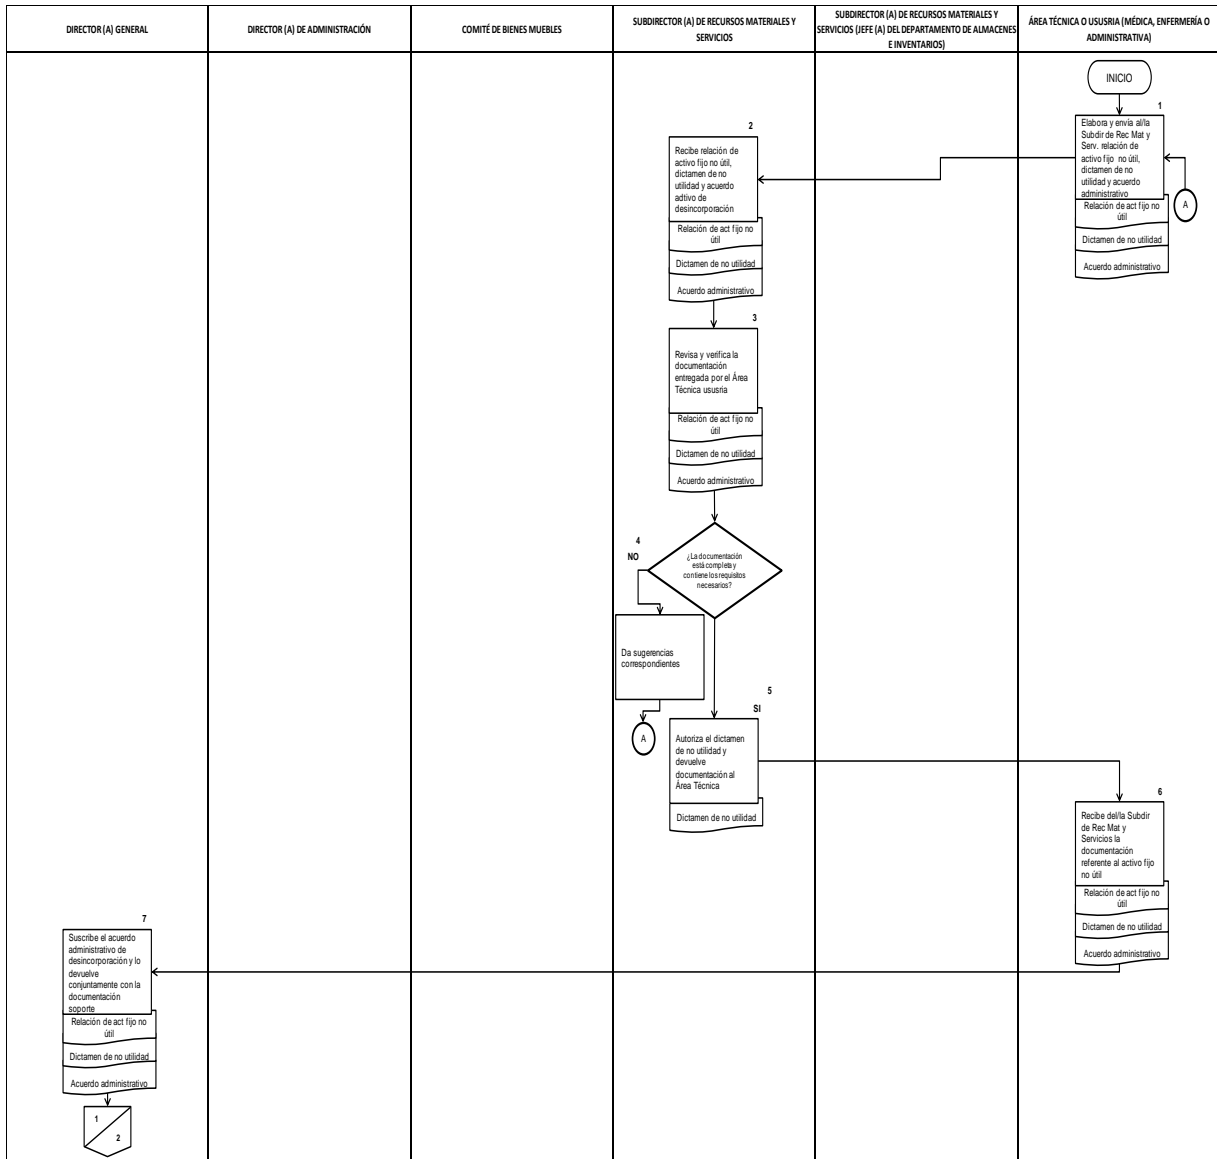 DIRECTOR (A) GENERAL
DIRECTOR (A) DE ADMINISTRACIÓN
COMITÉ DE BIENES MUEBLES
SUBDIRECTOR (A) DE RECURSOS MATERIALES Y
SERVICIOS
SUBDIRECTOR (A) DE RECURSOS MATERIALES Y
SERVICIOS (JEFE (A) DEL DEPARTAMENTO DE ALMACENES
E INVENTARIOS)
ÁREA TÉCNICA O USUSRIA (MÉDICA, ENFERMERÍA O
ADMINISTRATIVA)
INICIO
1
Elabora y envía al/la
Subdir de Rec Mat y
Serv. relación de
activo fijo no útil,
dictamen de no
utilidad y acuerdo
administrativo
Relación de act fijo no
útil
Dictamen de no utilidad
Acuerdo administrativo
A
2
Recibe relación de
activo fijo no útil,
dictamen de no
utilidad y acuerdo
adtivo de
desincorporación
Relación de act fijo no
útil
Dictamen de no utilidad
Acuerdo administrativo
3
Revisa y verifica la
documentación
entregada por el Área
Técnica ususria
Relación de act fijo no
útil
Dictamen de no utilidad
Acuerdo administrativo
4
NO
¿La documentación
está completa y
contiene los requisitos
necesarios?
Da sugerencias
correspondientes
A
5
SI
Autoriza el dictamen
de no utilidad y
devuelve
documentación al
Área Técnica
Dictamen de no utilidad
6
Recibe del/la Subdir
de Rec Mat y
Servicios la
documentación
referente al activo fijo
no útil
Relación de act fijo no
útil
Dictamen de no utilidad
Acuerdo administrativo
7
Suscribe el acuerdo
administrativo de
desincorporación y lo
devuelve
conjuntamente con la
documentación
soporte
Relación de act fijo no
útil
Dictamen de no utilidad
Acuerdo administrativo
1
2